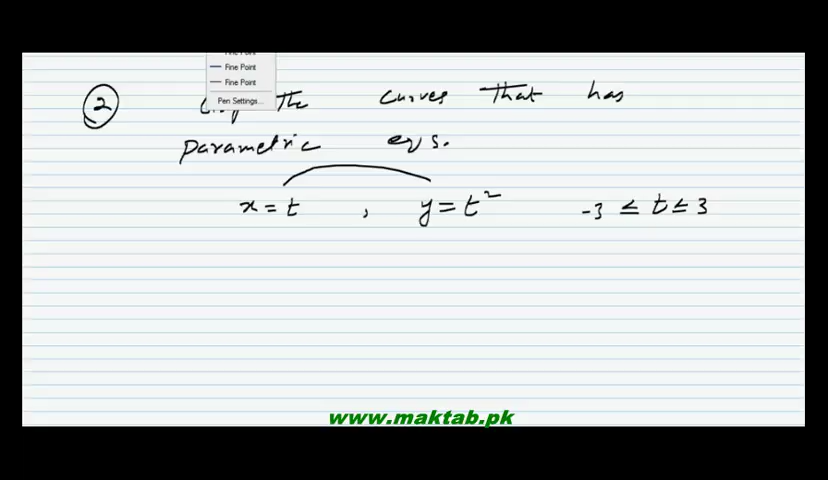 Fine Point
Fine Point
Fine Point
Pen Settings...
2 the curves that has
parametric eqs.
x = t , y = t² -3 ≤ t ≤ 3
www.maktab.pk